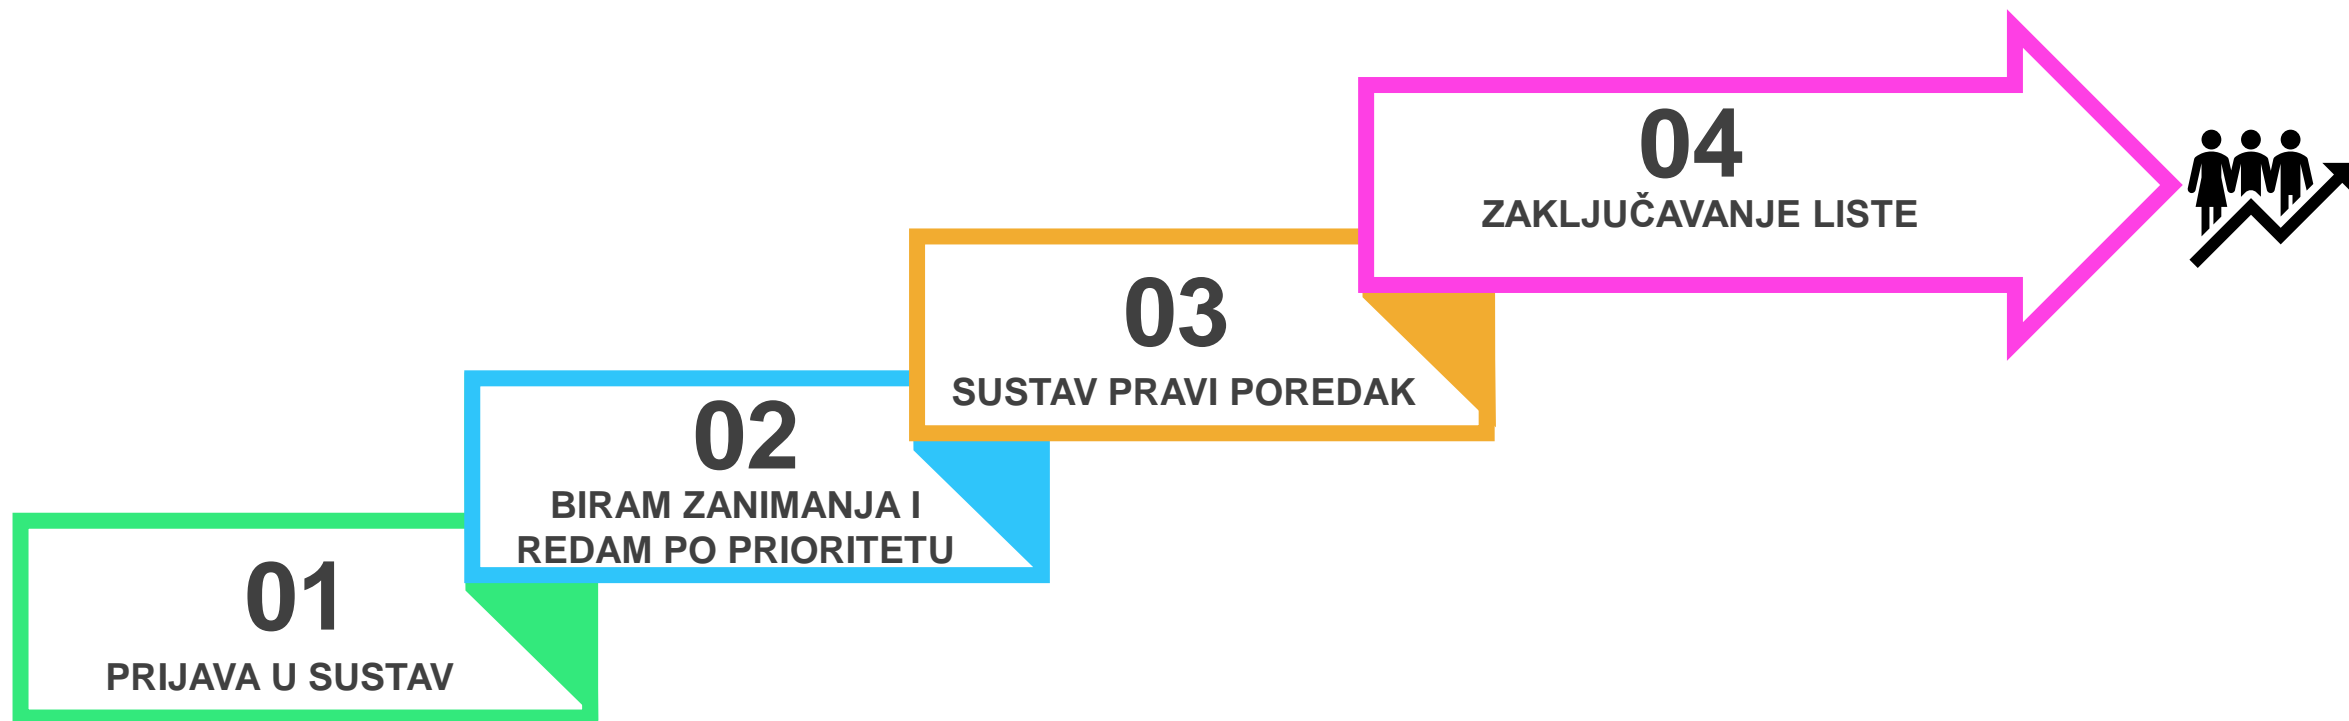 01
PRIJAVA U SUSTAV
02
BIRAM ZANIMANJA I
REDAM PO PRIORITETU
03
SUSTAV PRAVI POREDAK
04
ZAKLJUČAVANJE LISTE